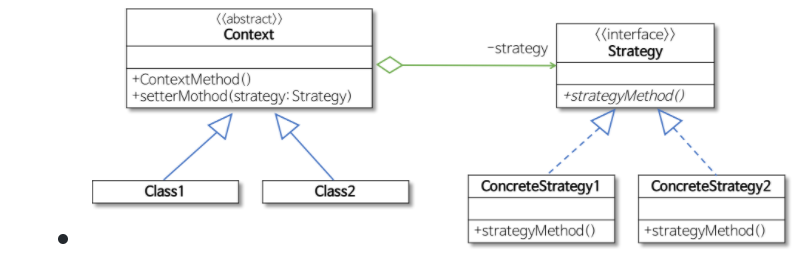 <<abstract>>
Context
+ContextMethod()
+setterMothod(strategy: Strategy)
-strategy
<<interface>>
Strategy
+strategyMethod()
Class1
Class2
ConcreteStrategy1
+strategyMethod()
ConcreteStrategy2
+strategyMethod()